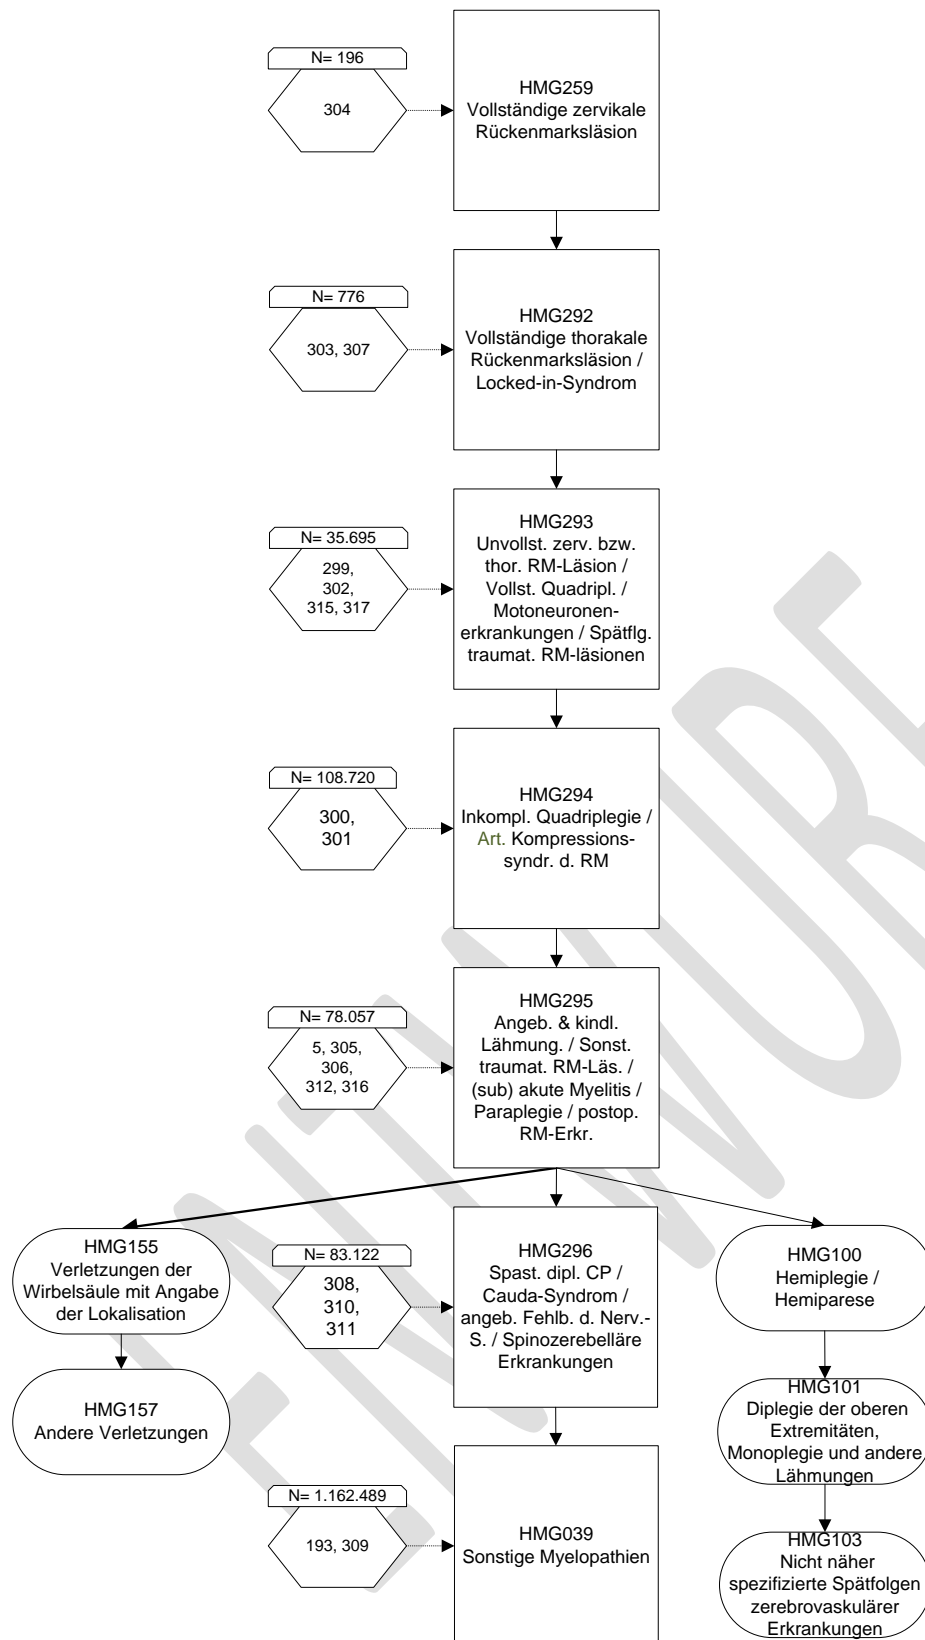 N= 196
304
HMG259
Vollständige zervikale
Rückenmarksläsion
N= 776
303, 307
HMG292
Vollständige thorakale
Rückenmarksläsion /
Locked-in-Syndrom
N= 35.695
299,
302,
315, 317
HMG293
Unvollst. zerv. bzw.
thor. RM-Läsion /
Vollst. Quadripl. /
Motoneuronen-
erkrankungen / Spätflg.
traumat. RM-läsionen
N= 108.720
300,
301
HMG294
Inkompl. Quadriplegie /
Art. Kompressions-
syndr. d. RM
N= 78.057
5, 305,
306,
312, 316
HMG295
Angeb. & kindl.
Lähmung. / Sonst.
traumat. RM-Läs. /
(sub) akute Myelitis /
Paraplegie / postop.
RM-Erkr.
HMG155
Verletzungen der
Wirbelsäule mit Angabe
der Lokalisation
HMG157
Andere Verletzungen
N= 83.122
308,
310,
311
HMG296
Spast. dipl. CP /
Cauda-Syndrom /
angeb. Fehlb. d. Nerv.-
S. / Spinozerebelläre
Erkrankungen
N= 1.162.489
193, 309
HMG039
Sonstige Myelopathien
HMG100
Hemiplegie /
Hemiparese
HMG101
Diplegie der oberen
Extremitäten,
Monoplegie und andere
Lähmungen
HMG103
Nicht näher
spezifizierte Spätfolgen
zerebrovaskulärer
Erkrankungen
ENTWURF